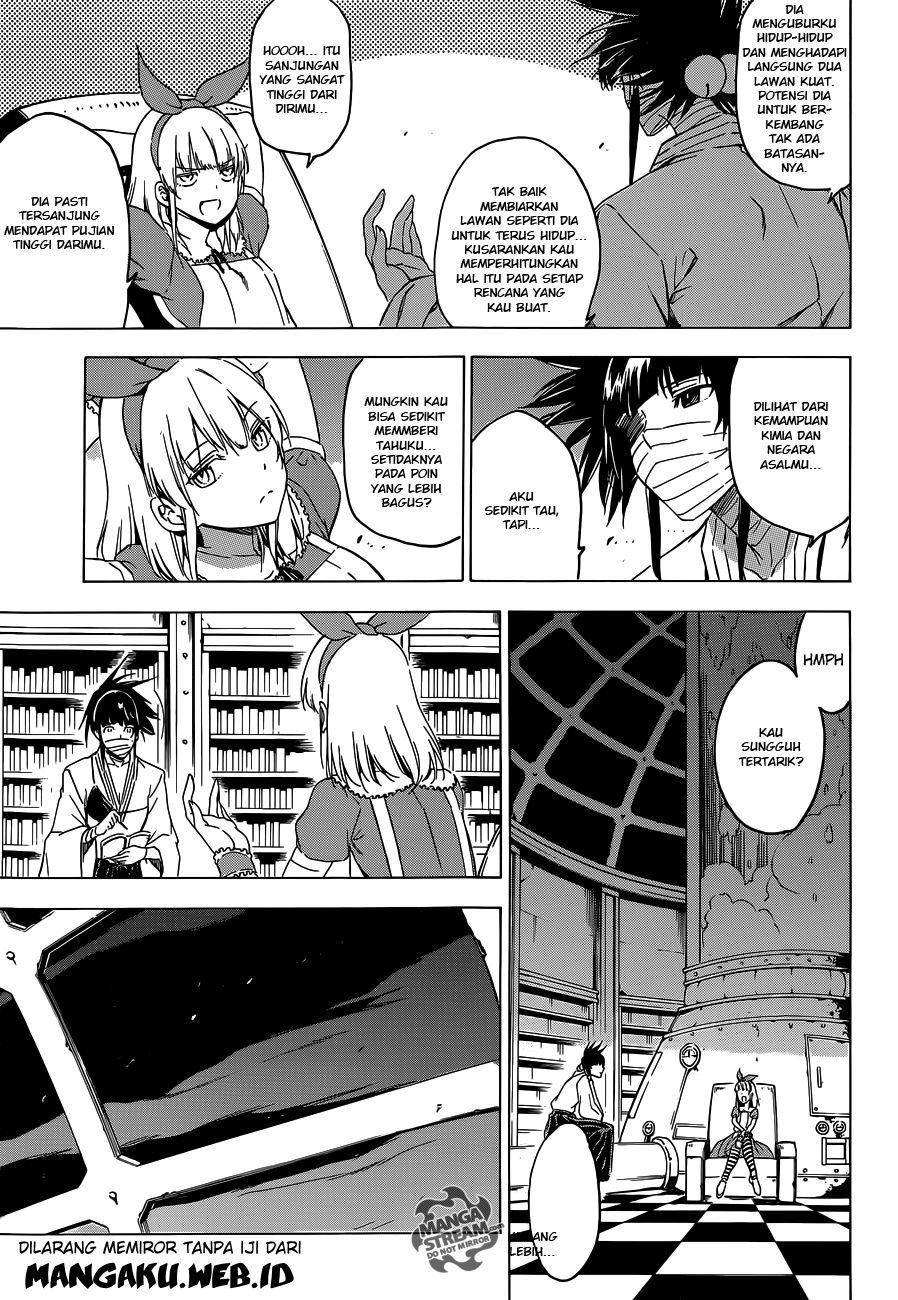 DIA
MENGUBURKU
HIDUP-HIDUP
DAN MENGHADAPI
LANGSUNG DUA
LAWAN KUAT.
POTENSI DIA
UNTUK BER-
KEMBANG
TAK ADA
BATASAN-
NYA.
TAK BAIK
MEMBIARKAN
LAWAN SEPERTI DIA
UNTUK TERUS HIDUP...
KUSARANKAN KAU
MEMPERHITUNGKAN
HAL ITU PADA SETIAP
RENCANA YANG
KAU BUAT.
HOOOH... ITU
SANJUNGAN
YANG SANGAT
TINGGI DARI
DIRIMU...
DIA PASTI
TERSANJUNG
MENDAPAT PUJIAN
TINGGI DARIMU.
DILIHAT DARI
KEMAMPUAN
KIMIA DAN
NEGARA
ASALMU...
AKU
SEDIKIT TAU,
TAPI...
MUNGKIN KAU
BISA SEDIKIT
MEMMBERI
TAHUKU...
SETIDAKNYA
PADA POIN
YANG LEBIH
BAGUS?
HMPH
KAU
SUNGGUH
TERTARIK?
LEBIH...
MANGA
STREAM.COM
DO NOT MIRROR
DILARANG MEMIROR TANPA IJI DARI
MANGAKU.WEB.ID